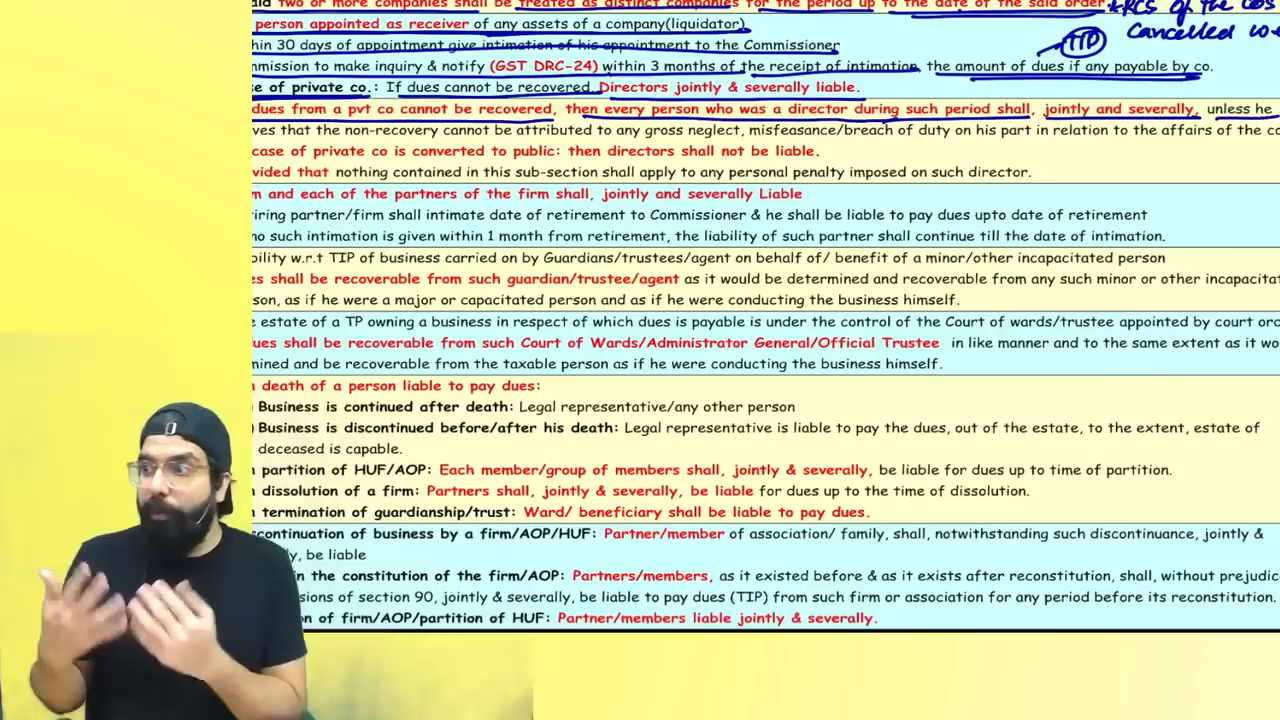 two or more companies shall be treated as distinct companies for the period up to the date of the said order *RCS of the cos
cancelled w-e
person appointed as receiver of any assets of a company(liquidator)
hin 30 days of appointment give intimation of his appointment to the Commissioner
TIP
mmission to make inquiry & notify (GST DRC-24) within 3 months of the receipt of intimation, the amount of dues if any payable by co.
se of private co.: If dues cannot be recovered, Directors jointly & severally liable.
dues from a pvt co cannot be recovered, then every person who was a director during such period shall, jointly and severally, unless he
ves that the non-recovery cannot be attributed to any gross neglect, misfeasance/breach of duty on his part in relation to the affairs of the co
case of private co is converted to public: then directors shall not be liable.
vided that nothing contained in this sub-section shall apply to any personal penalty imposed on such director.
m and each of the partners of the firm shall, jointly and severally Liable
iring partner/firm shall intimate date of retirement to Commissioner & he shall be liable to pay dues upto date of retirement
no such intimation is given within 1 month from retirement, the liability of such partner shall continue till the date of intimation.
bility w.r.t TIP of business carried on by Guardians/trustees/agent on behalf of/ benefit of a minor/other incapacitated person
es shall be recoverable from such guardian/trustee/agent as it would be determined and recoverable from any such minor or other incapacitat
son, as if he were a major or capacitated person and as if he were conducting the business himself.
e estate of a TP owning a business in respect of which dues is payable is under the control of the Court of wards/trustee appointed by court ord
ues shall be recoverable from such Court of Wards/Administrator General/Official Trustee in like manner and to the same extent as it wo
mined and be recoverable from the taxable person as if he were conducting the business himself.
n death of a person liable to pay dues:
) Business is continued after death: Legal representative/any other person
) Business is discontinued before/after his death: Legal representative is liable to pay the dues, out of the estate, to the extent, estate of
deceased is capable.
n partition of HUF/AOP: Each member/group of members shall, jointly & severally, be liable for dues up to time of partition.
n dissolution of a firm: Partners shall, jointly & severally, be liable for dues up to the time of dissolution.
n termination of guardianship/trust: Ward/ beneficiary shall be liable to pay dues.
scontinuation of business by a firm/AOP/HUF: Partner/member of association/ family, shall, notwithstanding such discontinuance, jointly &
ly, be liable
in the constitution of the firm/AOP: Partners/members, as it existed before & as it exists after reconstitution, shall, without prejudic
sions of section 90, jointly & severally, be liable to pay dues (TIP) from such firm or association for any period before its reconstitution.
n of firm/AOP/partition of HUF: Partner/members liable jointly & severally.